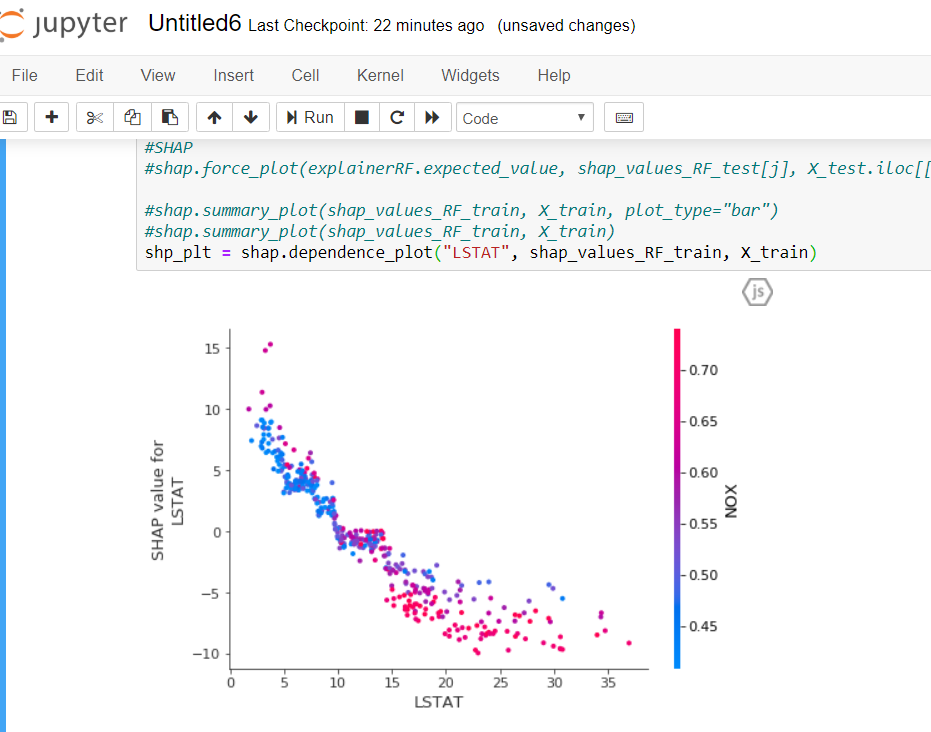 jupyter Untitled6 Last Checkpoint: 22 minutes ago (unsaved changes)
File Edit View Insert Cell Kernel Widgets Help
Run Code
#SHAP
#shap.force_plot(explainerRF.expected_value, shap_values_RF_test[j], X_test.iloc[[
#shap.summary_plot(shap_values_RF_train, X_train, plot_type="bar")
#shap.summary_plot(shap_values_RF_train, X_train)
shp_plt = shap.dependence_plot("LSTAT", shap_values_RF_train, X_train)
js
15
10
5
0
−5
−10
SHAP value for
LSTAT
0 5 10 15 20 25 30 35
LSTAT
0.70
0.65
0.60
0.55
0.50
0.45
NOX